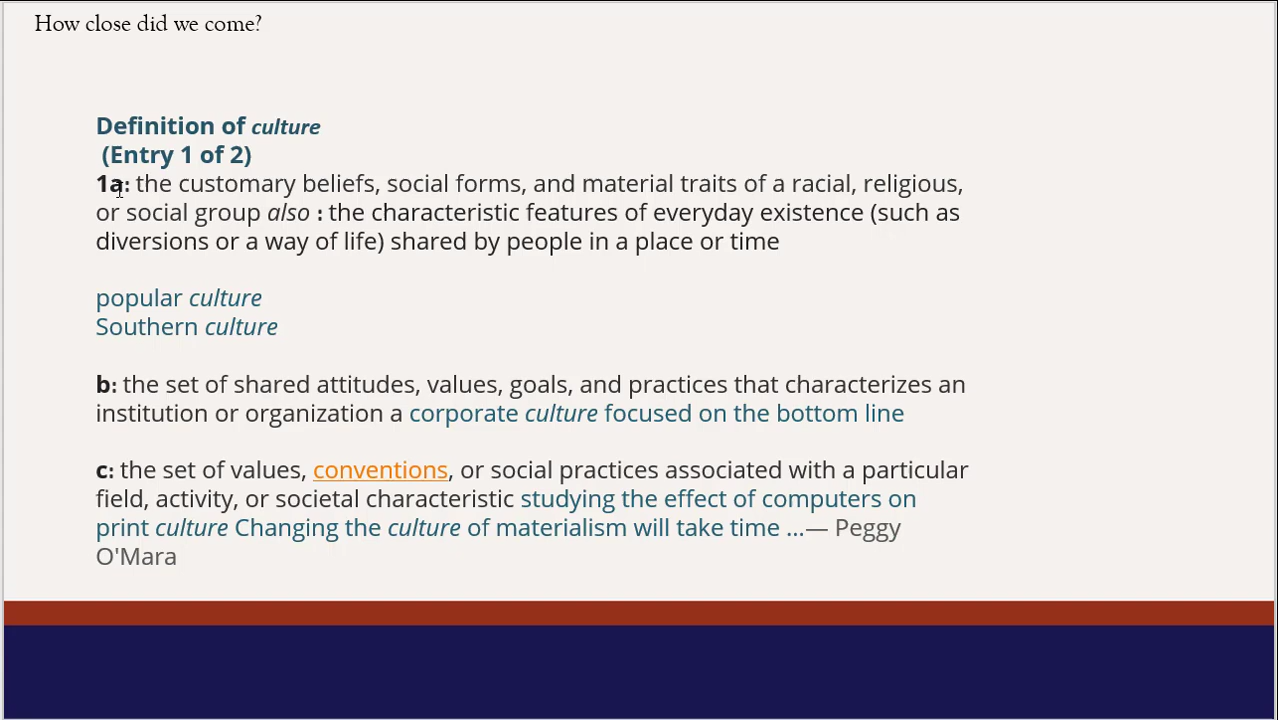 How close did we come?
Definition of culture
(Entry 1 of 2)
1a: the customary beliefs, social forms, and material traits of a racial, religious,
or social group also : the characteristic features of everyday existence (such as
diversions or a way of life) shared by people in a place or time
popular culture
Southern culture
b: the set of shared attitudes, values, goals, and practices that characterizes an
institution or organization a corporate culture focused on the bottom line
c: the set of values, conventions, or social practices associated with a particular
field, activity, or societal characteristic studying the effect of computers on
print culture Changing the culture of materialism will take time …— Peggy
O'Mara